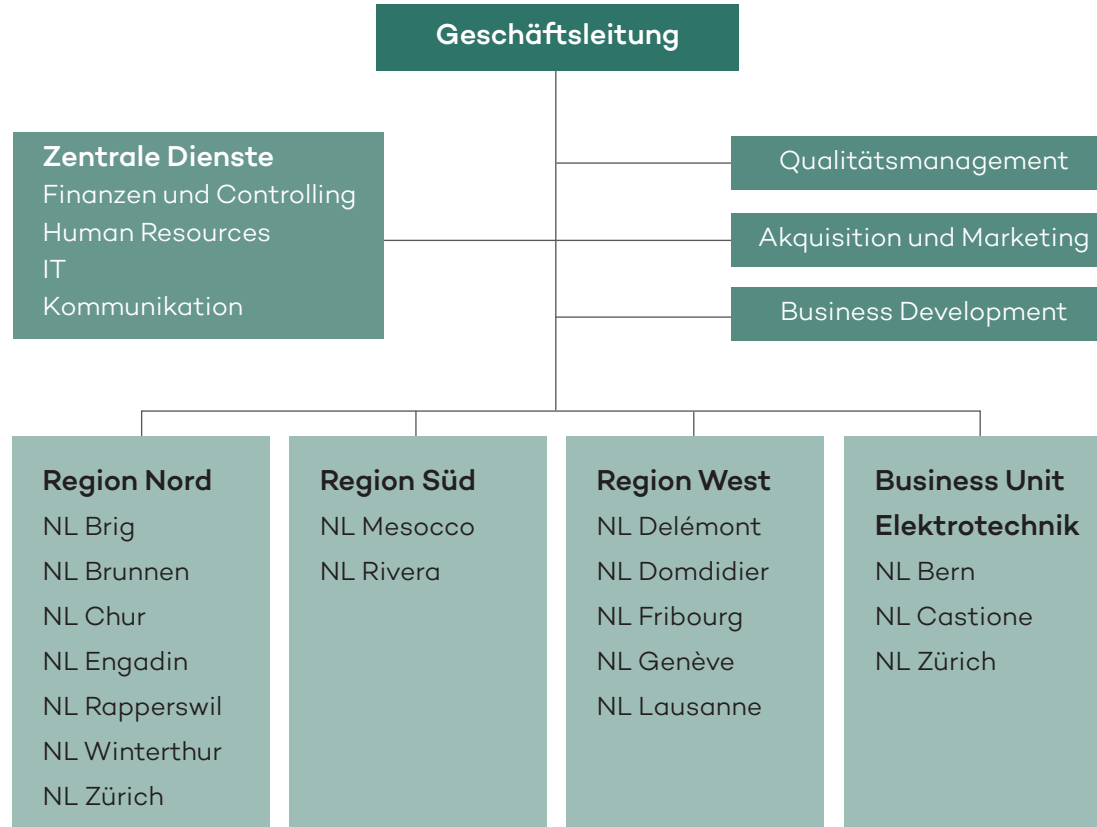 Geschäftsleitung
Zentrale Dienste
Finanzen und Controlling
Human Resources
IT
Kommunikation
Qualitätsmanagement
Akquisition und Marketing
Business Development
Region Nord
NL Brig
NL Brunnen
NL Chur
NL Engadin
NL Rapperswil
NL Winterthur
NL Zürich
Region Süd
NL Mesocco
NL Rivera
Region West
NL Delémont
NL Domdidier
NL Fribourg
NL Genève
NL Lausanne
Business Unit
Elektrotechnik
NL Bern
NL Castione
NL Zürich